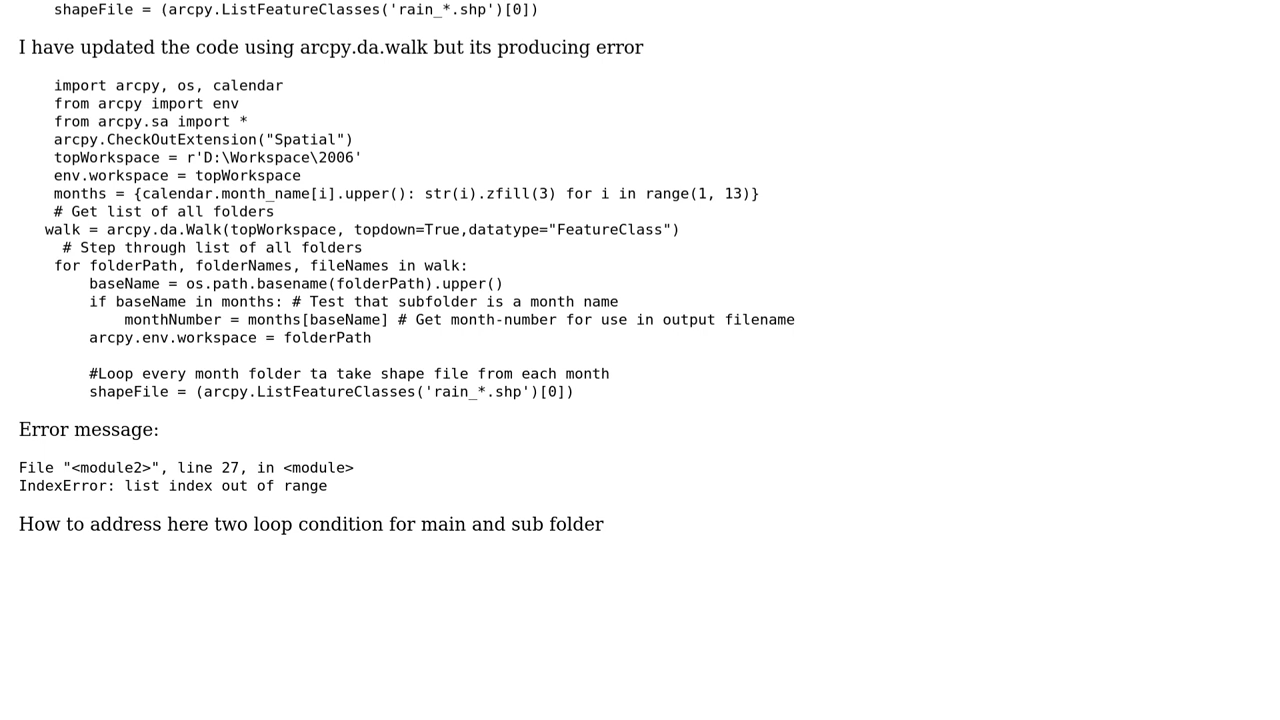 shapeFile = (arcpy.ListFeatureClasses('rain_*.shp')[0])
I have updated the code using arcpy.da.walk but its producing error
import arcpy, os, calendar
from arcpy import env
from arcpy.sa import *
arcpy.CheckOutExtension("Spatial")
topWorkspace = r'D:\Workspace\2006'
env.workspace = topWorkspace
months = {calendar.month_name[i].upper(): str(i).zfill(3) for i in range(1, 13)}
# Get list of all folders
walk = arcpy.da.Walk(topWorkspace, topdown=True,datatype="FeatureClass")
# Step through list of all folders
for folderPath, folderNames, fileNames in walk:
baseName = os.path.basename(folderPath).upper()
if baseName in months: # Test that subfolder is a month name
monthNumber = months[baseName] # Get month-number for use in output filename
arcpy.env.workspace = folderPath
#Loop every month folder ta take shape file from each month
shapeFile = (arcpy.ListFeatureClasses('rain_*.shp')[0])
Error message:
File "<module2>", line 27, in <module>
IndexError: list index out of range
How to address here two loop condition for main and sub folder